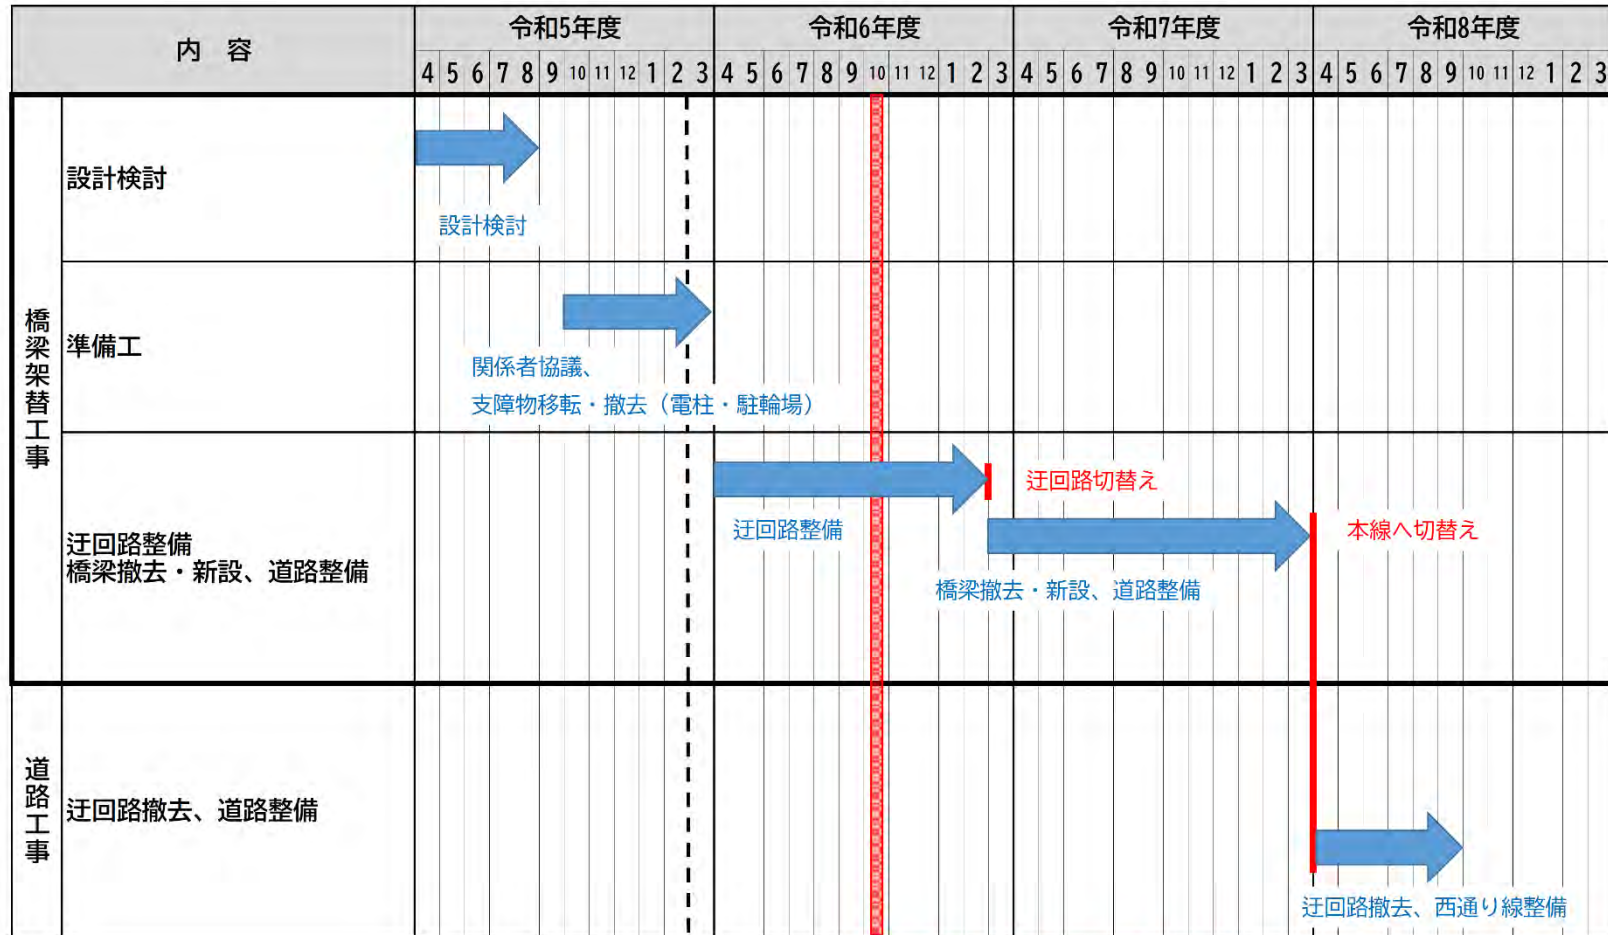 内　容
令和5年度
令和6年度
令和7年度
令和8年度
4 5 6 7 8 9 10 11 12 1 2 3 4 5 6 7 8 9 10 11 12 1 2 3 4 5 6 7 8 9 10 11 12 1 2 3 4 5 6 7 8 9 10 11 12 1 2 3
橋梁架替工事
設計検討
設計検討
準備工
関係者協議、
支障物移転・撤去（電柱・駐輪場）
迂回路整備
橋梁撤去・新設、道路整備
迂回路切替え
迂回路整備
本線へ切替え
橋梁撤去・新設、道路整備
道路工事
迂回路撤去、道路整備
迂回路撤去、西通り線整備